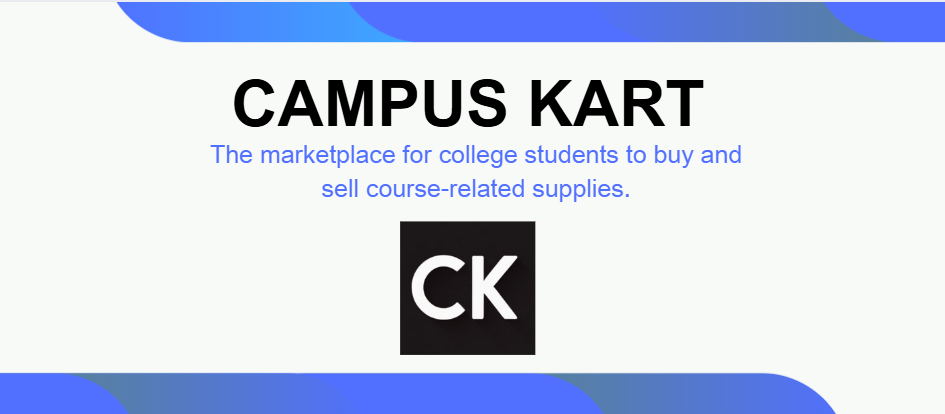 CAMPUS KART
The marketplace for college students to buy and
sell course-related supplies.
CK